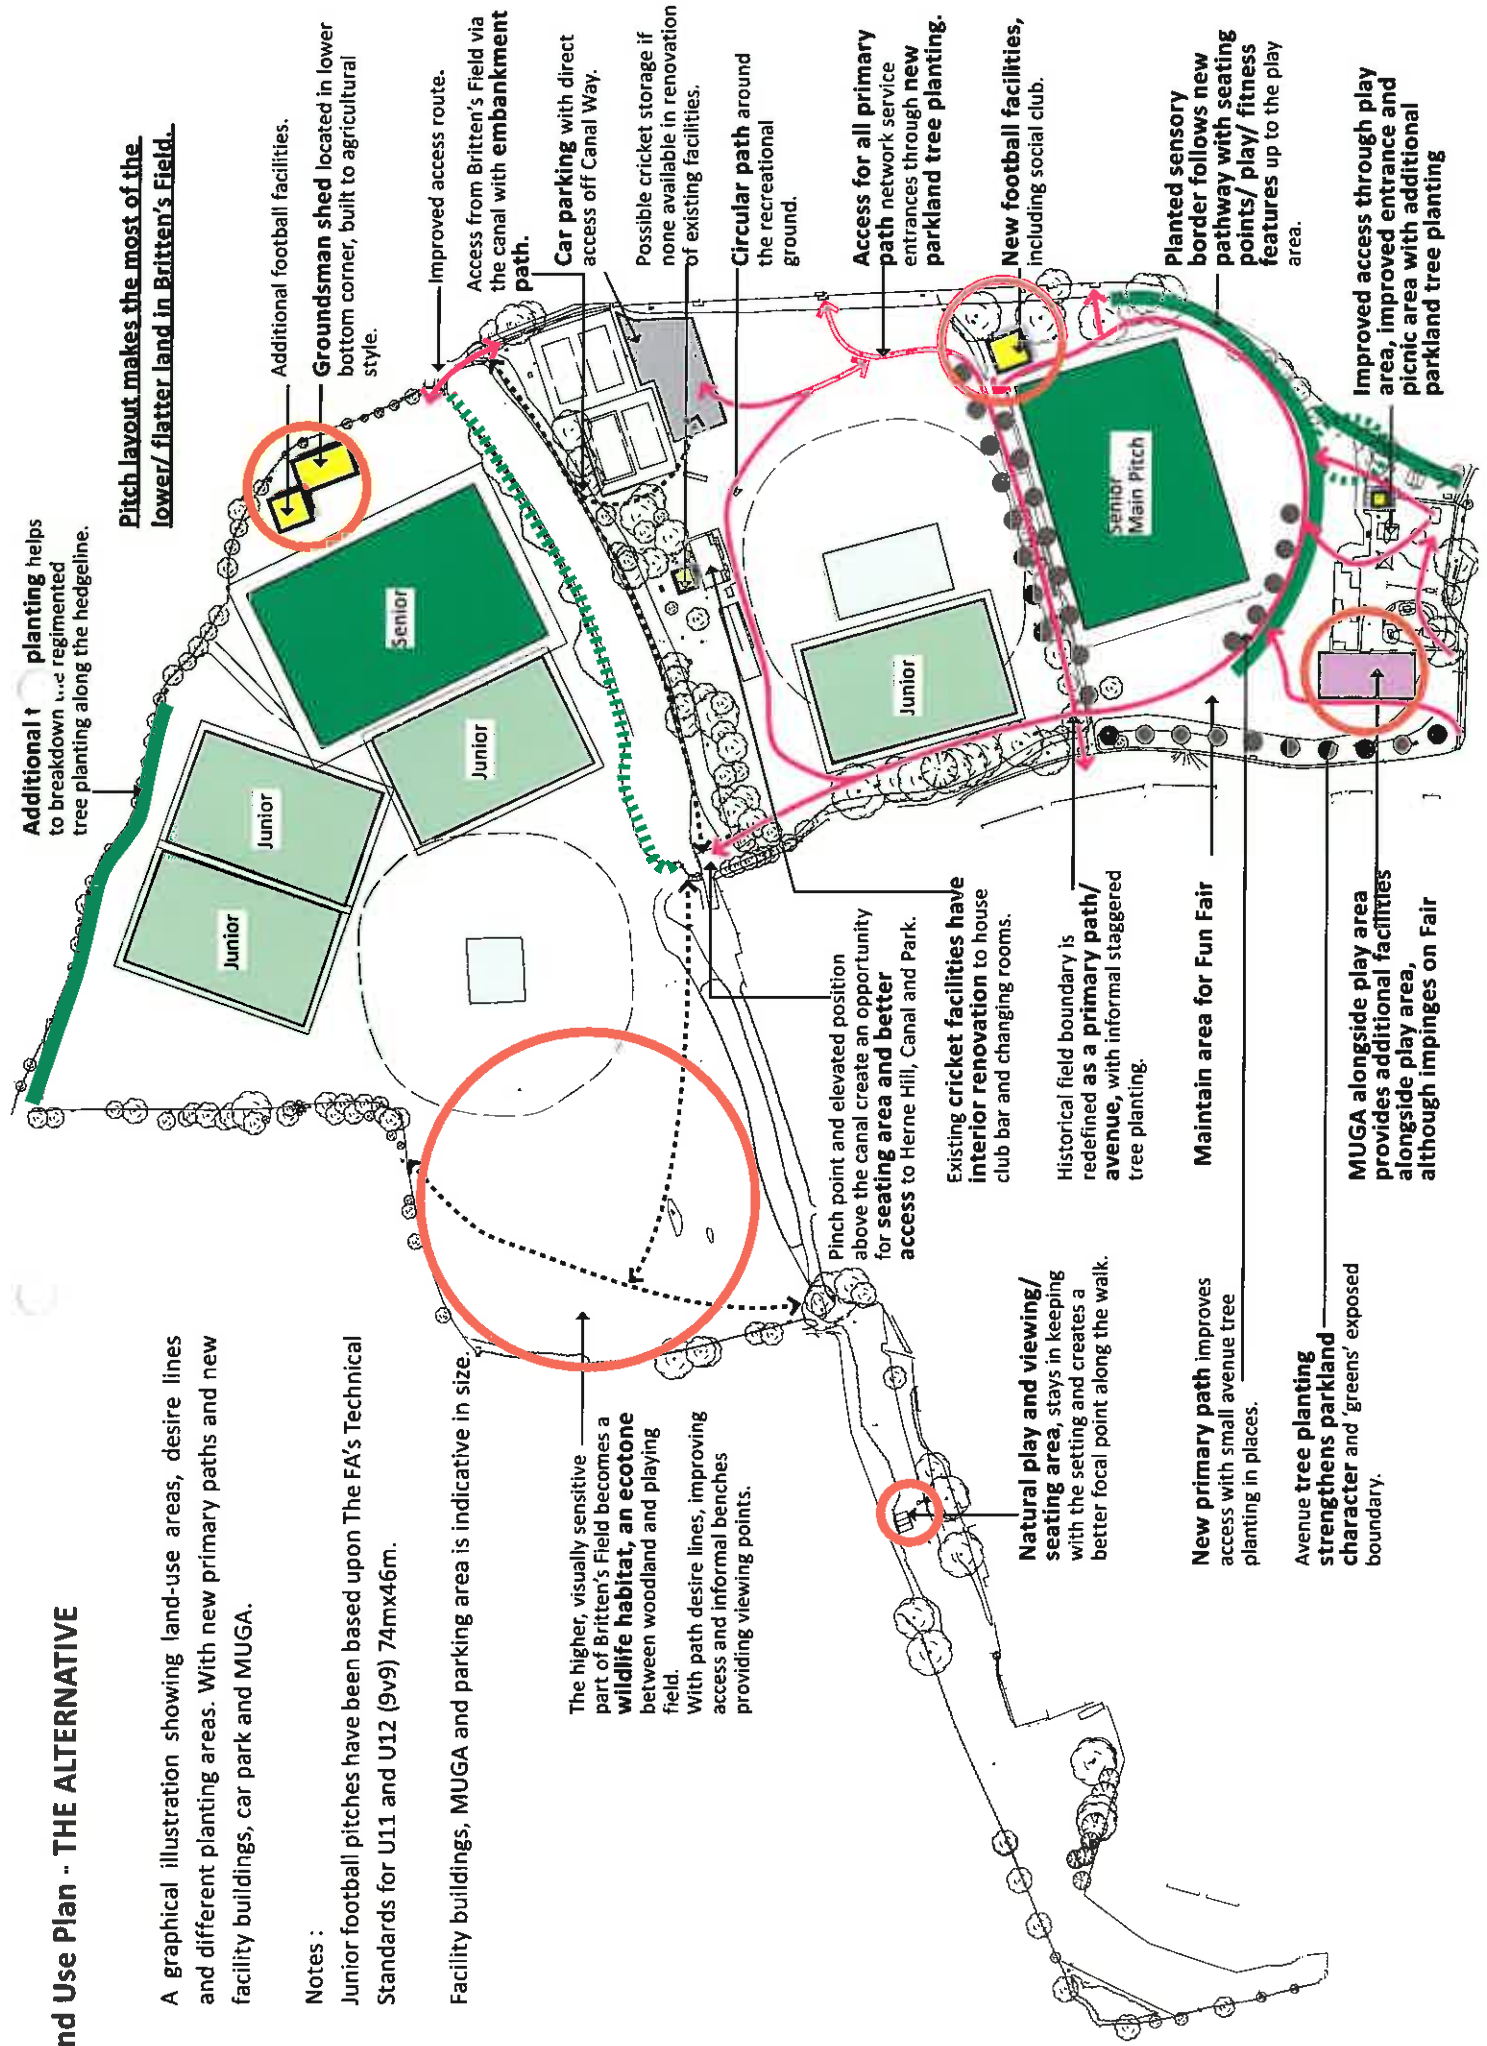 nd Use Plan - THE ALTERNATIVE
A graphical illustration showing land-use areas, desire lines
and different planting areas. With new primary paths and new
facility buildings, car park and MUGA.
Notes :
Junior football pitches have been based upon The FA's Technical
Standards for U11 and U12 (9v9) 74mx46m.
Facility buildings, MUGA and parking area is indicative in size.
The higher, visually sensitive
part of Britten's Field becomes a
wildlife habitat, an ecotone
between woodland and playing
field.
With path desire lines, improving
access and informal benches
providing viewing points.
Natural play and viewing/
seating area, stays in keeping
with the setting and creates a
better focal point along the walk.
New primary path improves
access with small avenue tree
planting in places.
Avenue tree planting
strengthens parkland
character and 'greens' exposed
boundary.
Additional planting helps
to breakdown regimented
tree planting along the hedgeline.
Pinch point and elevated position
above the canal create an opportunity
for seating area and better
access to Herne Hill, Canal and Park.
Existing cricket facilities have
interior renovation to house
club bar and changing rooms.
Historical field boundary is
redefined as a primary path/
avenue, with informal staggered
tree planting.
Maintain area for Fun Fair
MUGA alongside play area
provides additional facilities
alongside play area,
although impinges on Fair
Junior
Junior
Junior
Senior
Junior
Senior
Main Pitch
Pitch layout makes the most of the
lower/ flatter land in Britten's Field.
Additional football facilities.
Groundsman shed located in lower
bottom corner, built to agricultural
style.
Improved access route.
Access from Britten's Field via
the canal with embankment
path.
Car parking with direct
access off Canal Way.
Possible cricket storage if
none available in renovation
of existing facilities.
Circular path around
the recreational
ground.
Access for all primary
path network service
entrances through new
parkland tree planting.
New football facilities,
including social club.
Planted sensory
border follows new
pathway with seating
points/ play/ fitness
features up to the play
area.
Improved access through play
area, improved entrance and
picnic area with additional
parkland tree planting